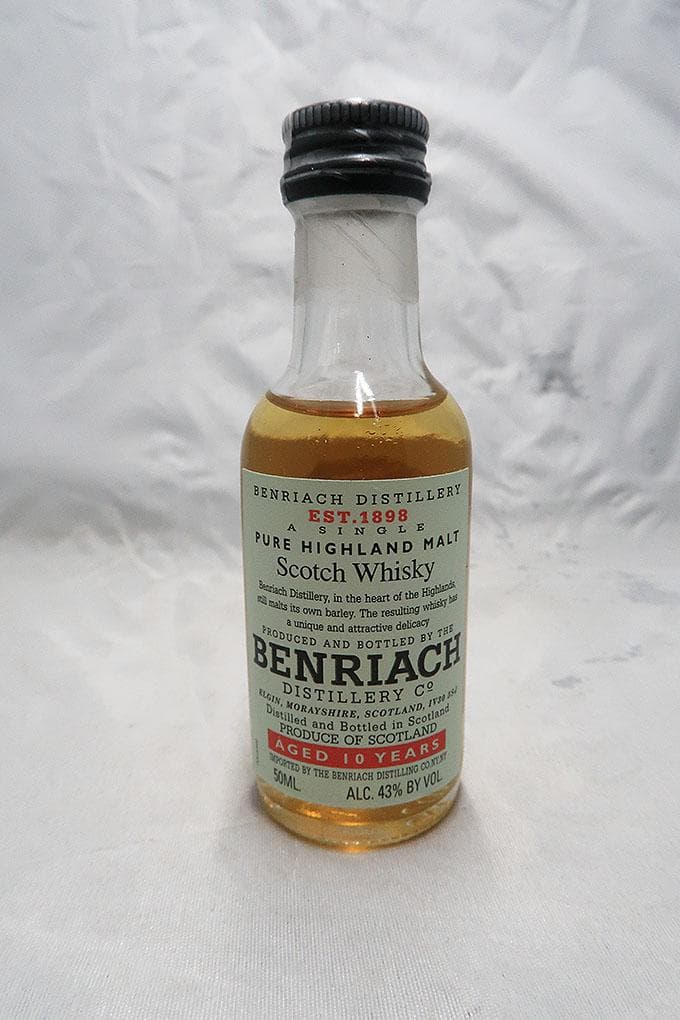 BENRIACH DISTILLERY
EST.1898
A SINGLE
PURE HIGHLAND MALT
Scotch Whisky
Benriach Distillery, in the heart of the Highlands,
still malts its own barley. The resulting whisky has
a unique and attractive delicacy
PRODUCED AND BOTTLED BY THE
BENRIACH
DISTILLERY Cº
ELGIN, MORAYSHIRE, SCOTLAND, IV30 3SJ
Distilled and Bottled in Scotland
PRODUCE OF SCOTLAND
AGED 10 YEARS
IMPORTED BY THE BENRIACH DISTILLING CO. NY. NY
50ML. ALC. 43% BY VOL.